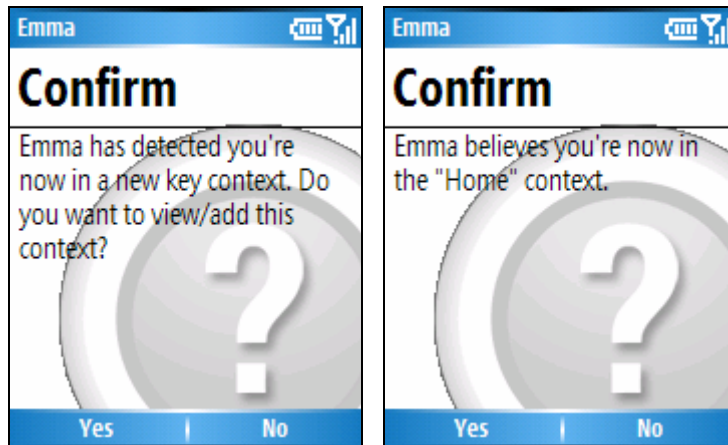 Emma
Confirm
Emma has detected you're
now in a new key context. Do
you want to view/add this
context?
Yes No
Emma
Confirm
Emma believes you're now in
the "Home" context.
Yes No